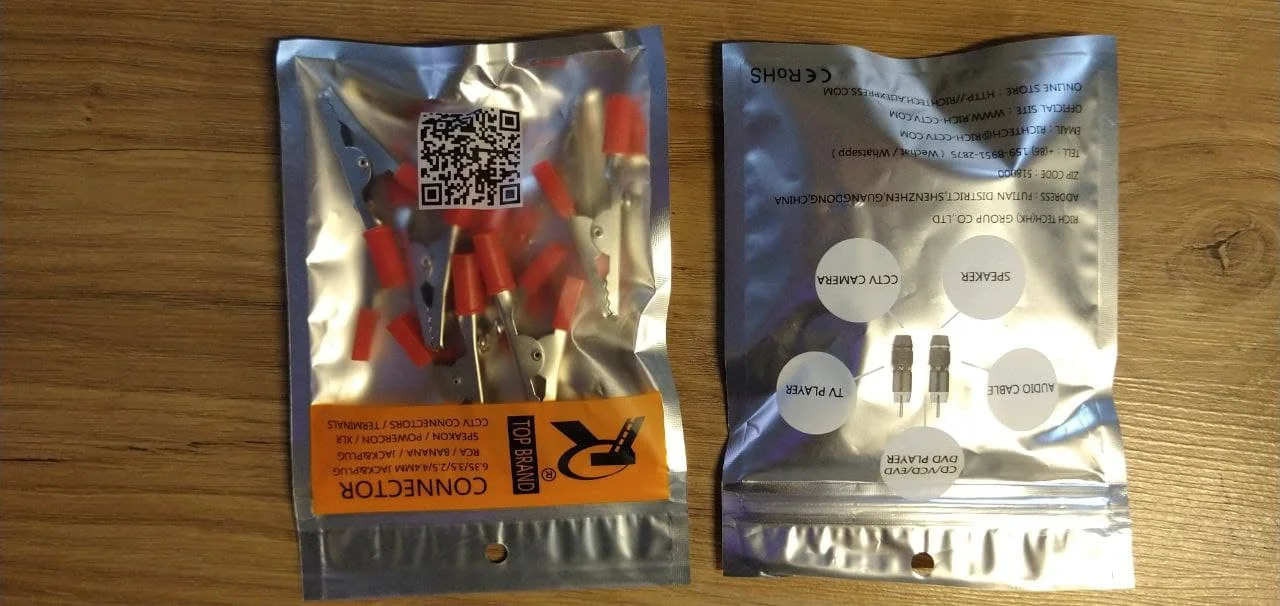 CONNECTOR
6.35/3.5/2.5/4.4MM JACK&PLUG
RCA / BANANA / JACK&PLUG
SPEAKON / POWERCON / XLR
CCTV CONNECTORS / TERMINALS
TOP BRAND
®
R
CD/VCD/EVD
DVD PLAYER
AUDIO CABLE
TV PLAYER
SPEAKER
CCTV CAMERA
RICH TECH(HK) GROUP CO.,LTD
ADDRESS : FUTIAN DISTRICT,SHENZHEN,GUANGDONG,CHINA
ZIP CODE : 518000
TELL : +(86) 159-8951-2875 ( Wechat / Whatsapp )
EMAIL : RICHTECH@RICH-CCTV.COM
OFFICIAL SITE : WWW.RICH-CCTV.COM
ONLINE STORE : HTTP://RICHTECH.ALIEXPRESS.COM
CE RoHS